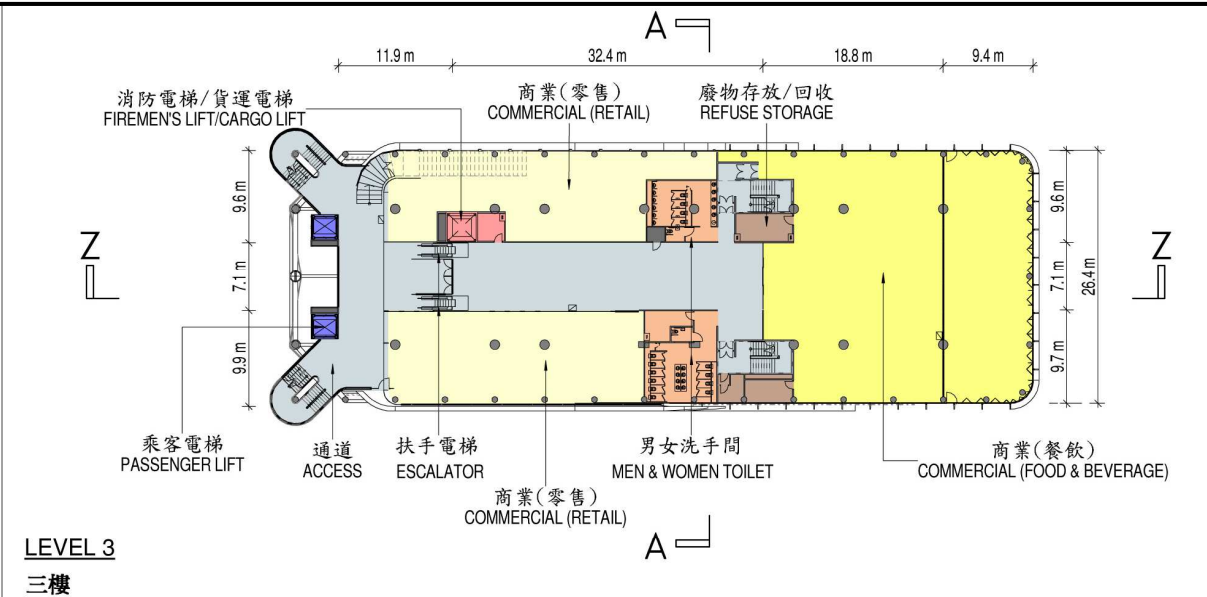 A
11.9 m
32.4 m
18.8 m
9.4 m
消防電梯/貨運電梯
FIREMEN'S LIFT/CARGO LIFT
商業(零售)
COMMERCIAL (RETAIL)
廢物存放/回收
REFUSE STORAGE
9.6 m
9.6 m
Z
Z
7.1 m
7.1 m
26.4 m
9.9 m
9.7 m
乘客電梯
PASSENGER LIFT
通道
ACCESS
扶手電梯
ESCALATOR
男女洗手間
MEN & WOMEN TOILET
商業(餐飲)
COMMERCIAL (FOOD & BEVERAGE)
商業(零售)
COMMERCIAL (RETAIL)
A
LEVEL 3
三樓